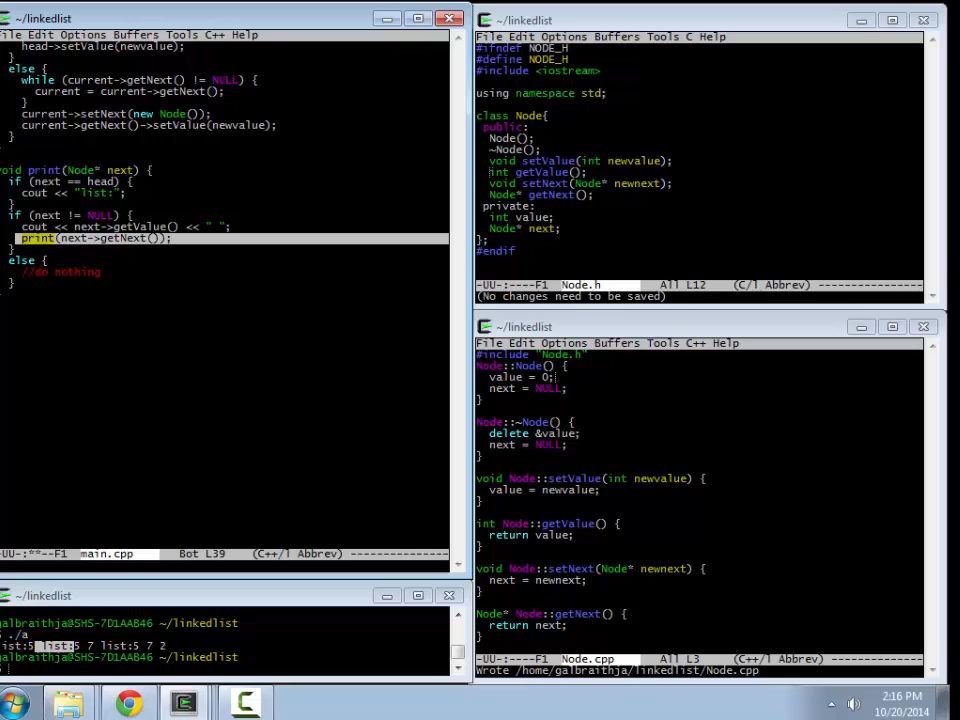 ~/linkedlist
File Edit Options Buffers Tools C++ Help
head->setValue(newvalue);
}
else {
while (current->getNext() != NULL) {
current = current->getNext();
}
current->setNext(new Node());
current->getNext()->setValue(newvalue);
}
void print(Node* next) {
if (next == head) {
cout << "list:";
}
if (next != NULL) {
cout << next->getValue() << " ";
print(next->getNext());
}
else {
//do nothing
}
-UU-:**--F1 main.cpp Bot L39 (C++/l Abbrev) ----------------
~/linkedlist
galbraithja@SHS-7D1AAB46 ~/linkedlist
$ ./a
list:5 list:5 7 list:5 7 2
galbraithja@SHS-7D1AAB46 ~/linkedlist
$
~/linkedlist
File Edit Options Buffers Tools C Help
#ifndef NODE_H
#define NODE_H
#include <iostream>
using namespace std;
class Node{
public:
Node();
~Node();
void setValue(int newvalue);
int getValue();
void setNext(Node* newnext);
Node* getNext();
private:
int value;
Node* next;
};
#endif
-UU-:----F1 Node.h All L12 (C/l Abbrev) ------------------
(No changes need to be saved)
~/linkedlist
File Edit Options Buffers Tools C++ Help
#include "Node.h"
Node::Node() {
value = 0;
next = NULL;
}
Node::~Node() {
delete &value;
next = NULL;
}
void Node::setValue(int newvalue) {
value = newvalue;
}
int Node::getValue() {
return value;
}
void Node::setNext(Node* newnext) {
next = newnext;
}
Node* Node::getNext() {
return next;
}
-UU-:----F1 Node.cpp All L3 (C++/l Abbrev) ----------------
Wrote /home/galbraithja/linkedlist/Node.cpp
2:16 PM
10/20/2014